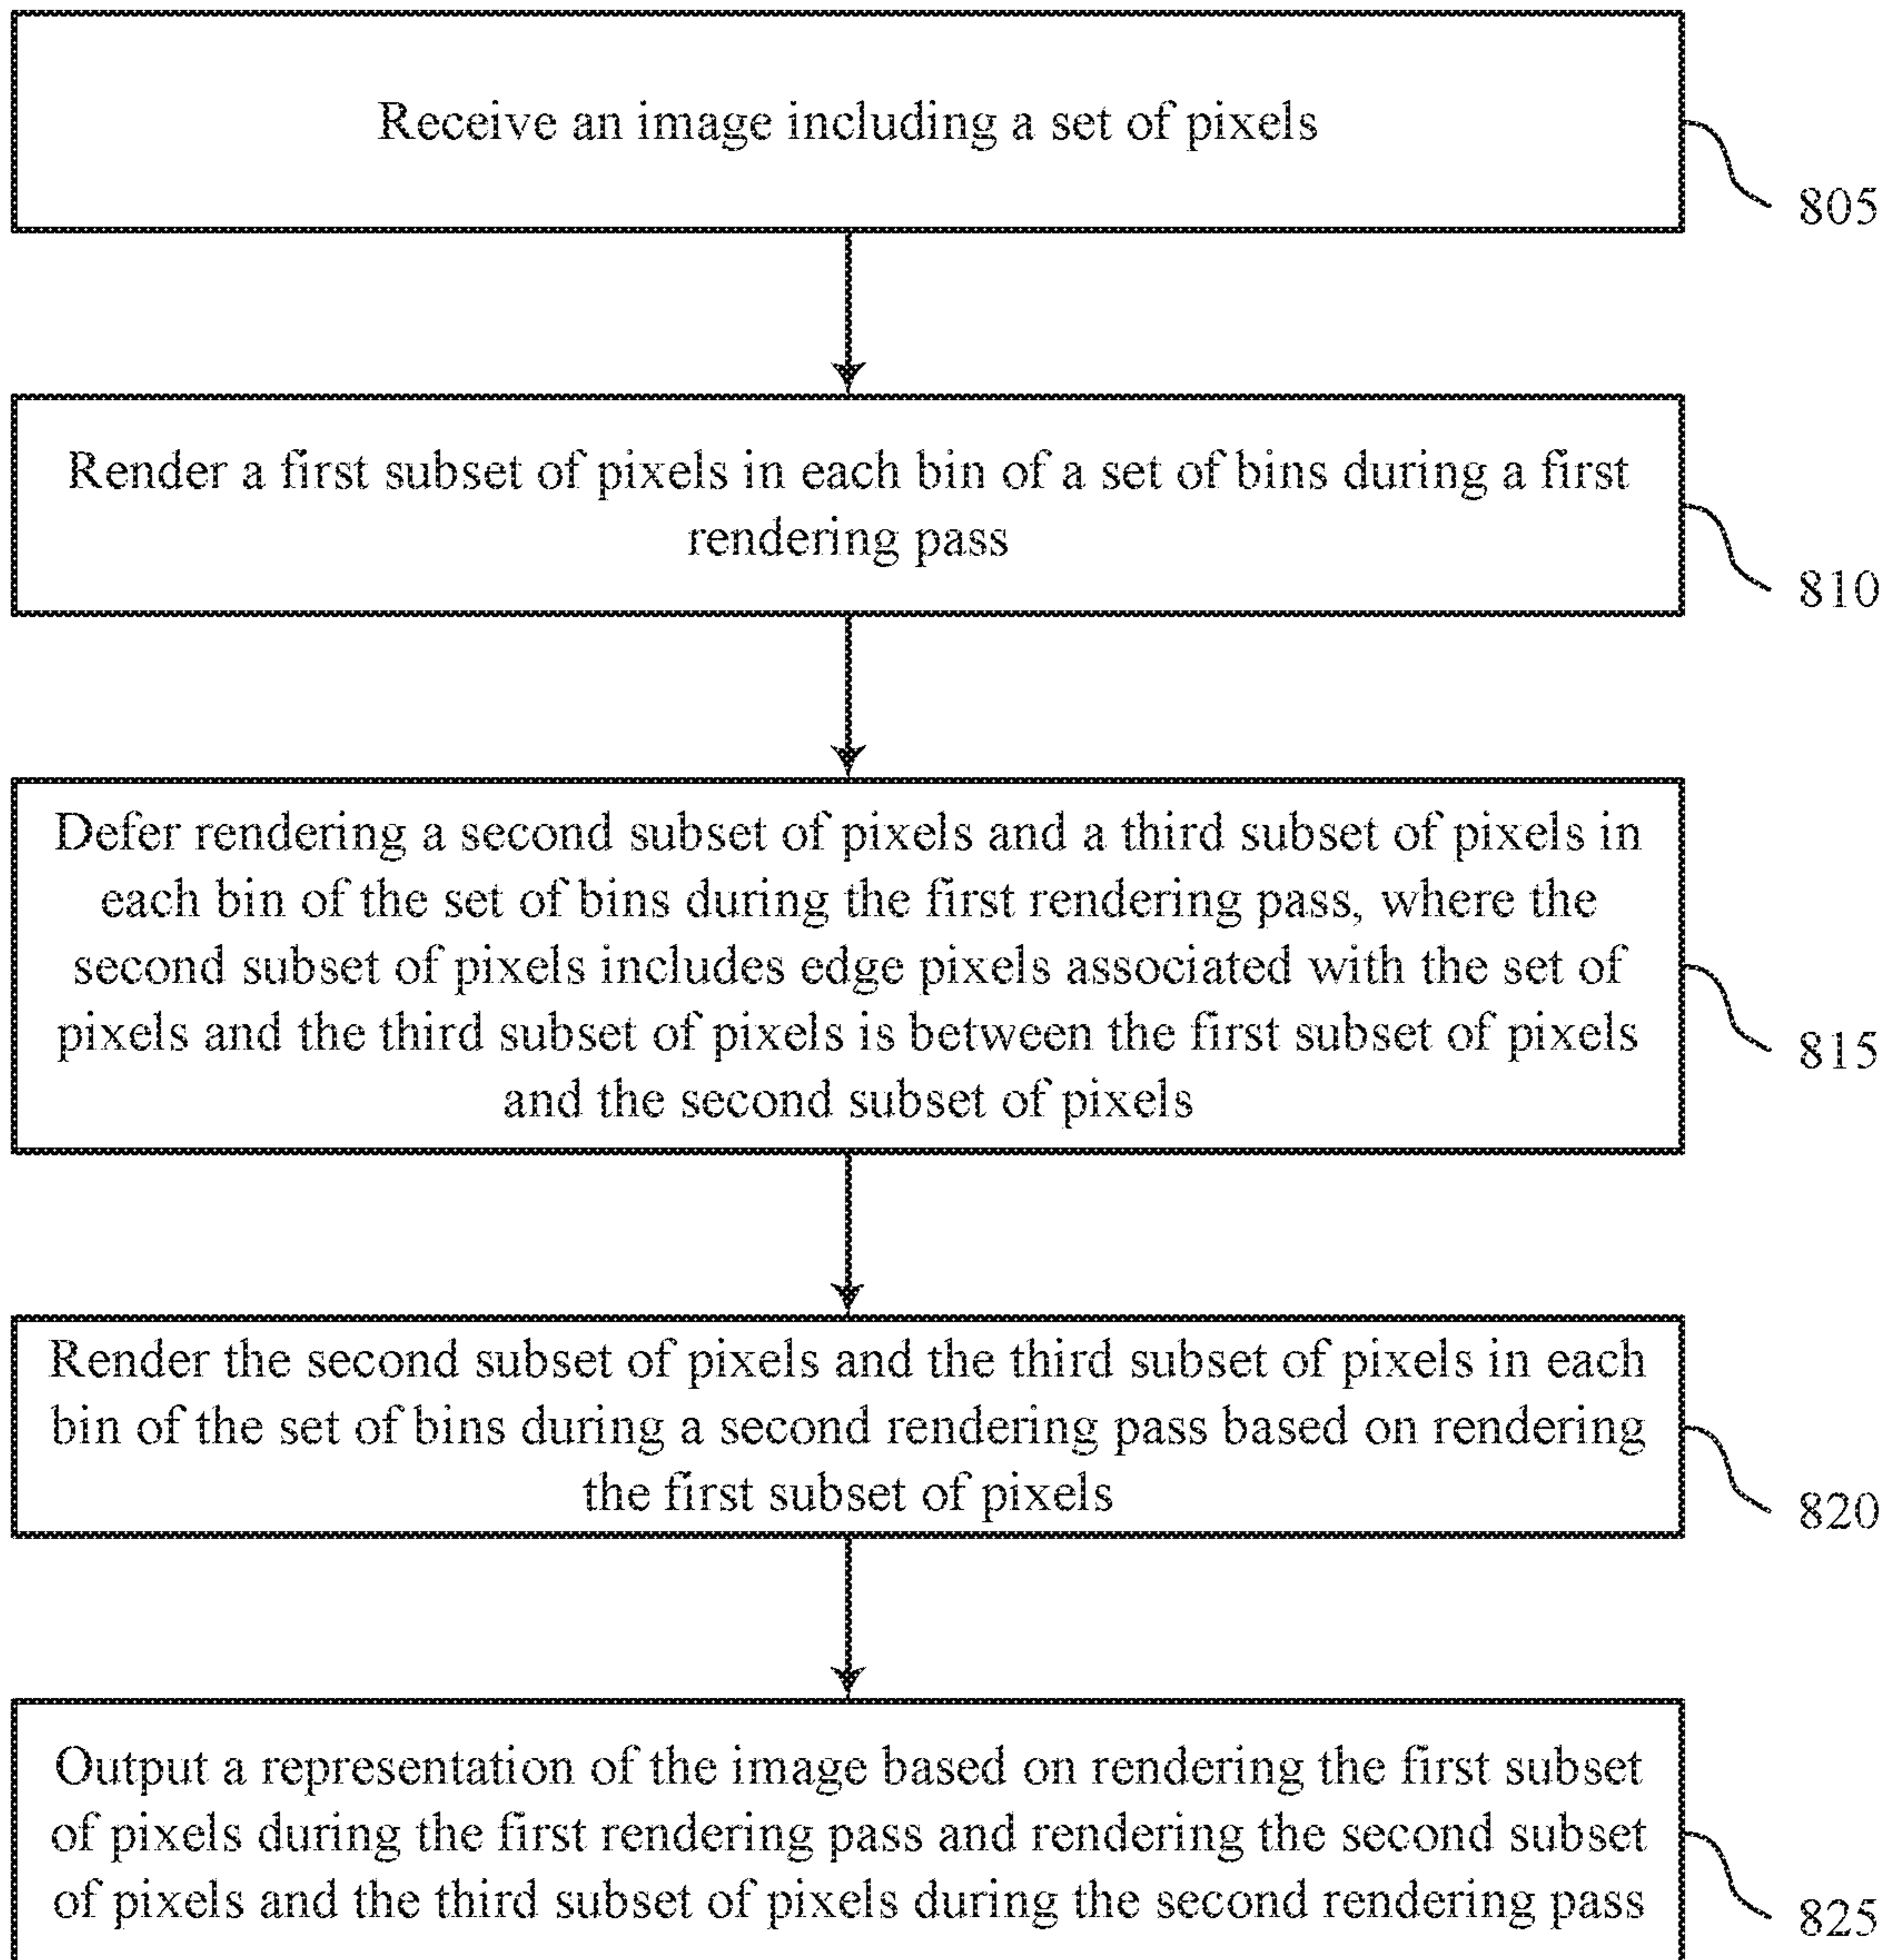 Receive an image including a set of pixels
805
Render a first subset of pixels in each bin of a set of bins during a first
rendering pass
810
Defer rendering a second subset of pixels and a third subset of pixels in
each bin of the set of bins during the first rendering pass, where the
second subset of pixels includes edge pixels associated with the set of
pixels and the third subset of pixels is between the first subset of pixels
and the second subset of pixels
815
Render the second subset of pixels and the third subset of pixels in each
bin of the set of bins during a second rendering pass based on rendering
the first subset of pixels
820
Output a representation of the image based on rendering the first subset
of pixels during the first rendering pass and rendering the second subset
of pixels and the third subset of pixels during the second rendering pass
825